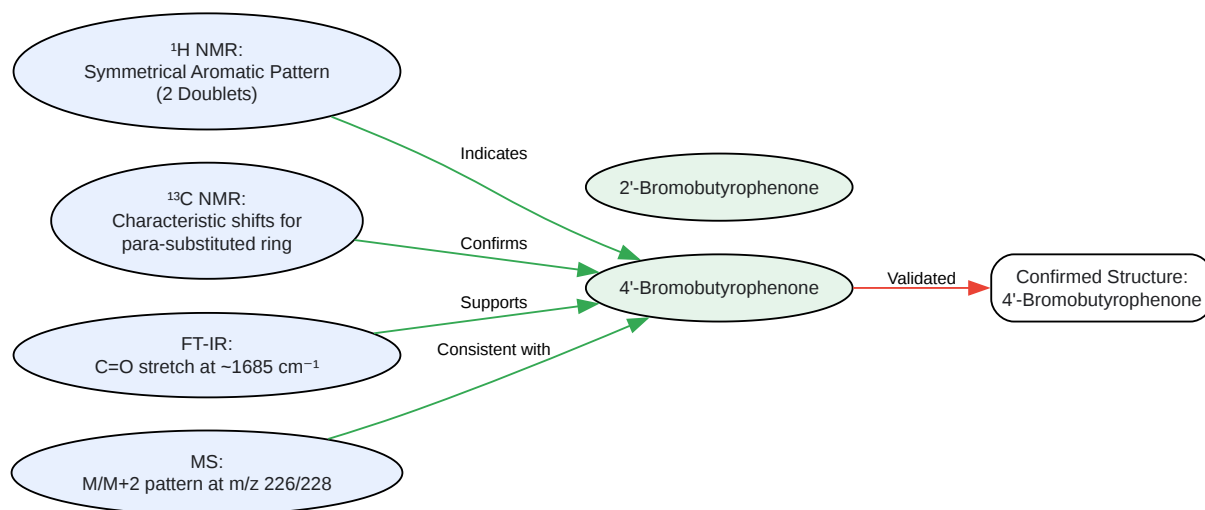 ¹H NMR:
Symmetrical Aromatic Pattern
(2 Doublets)
Indicates
2'-Bromobutyrophenone
¹³C NMR:
Characteristic shifts for
para-substituted ring
Confirms
4'-Bromobutyrophenone
Validated
Confirmed Structure:
4'-Bromobutyrophenone
Supports
FT-IR:
C=O stretch at ~1685 cm⁻¹
Consistent with
MS:
M/M+2 pattern at m/z 226/228